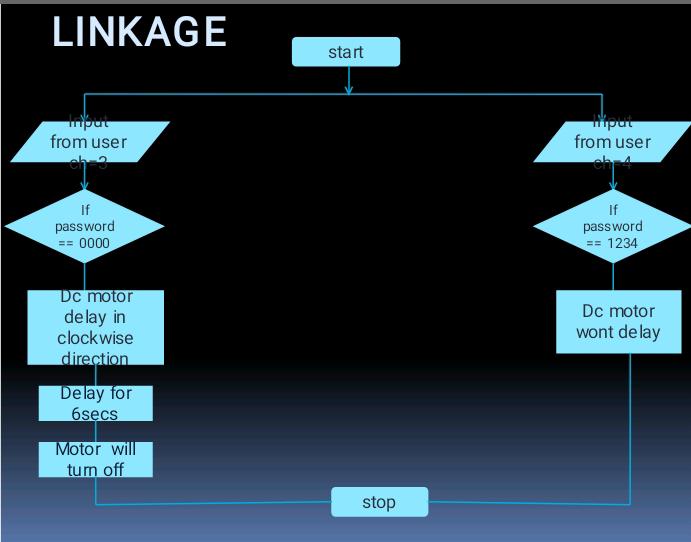 LINKAGE
start
Input
from user
ch=3
If
password
== 0000
Dc motor
delay in
clockwise
direction
Delay for
6secs
Motor will
turn off
Input
from user
ch=4
If
password
== 1234
Dc motor
wont delay
stop